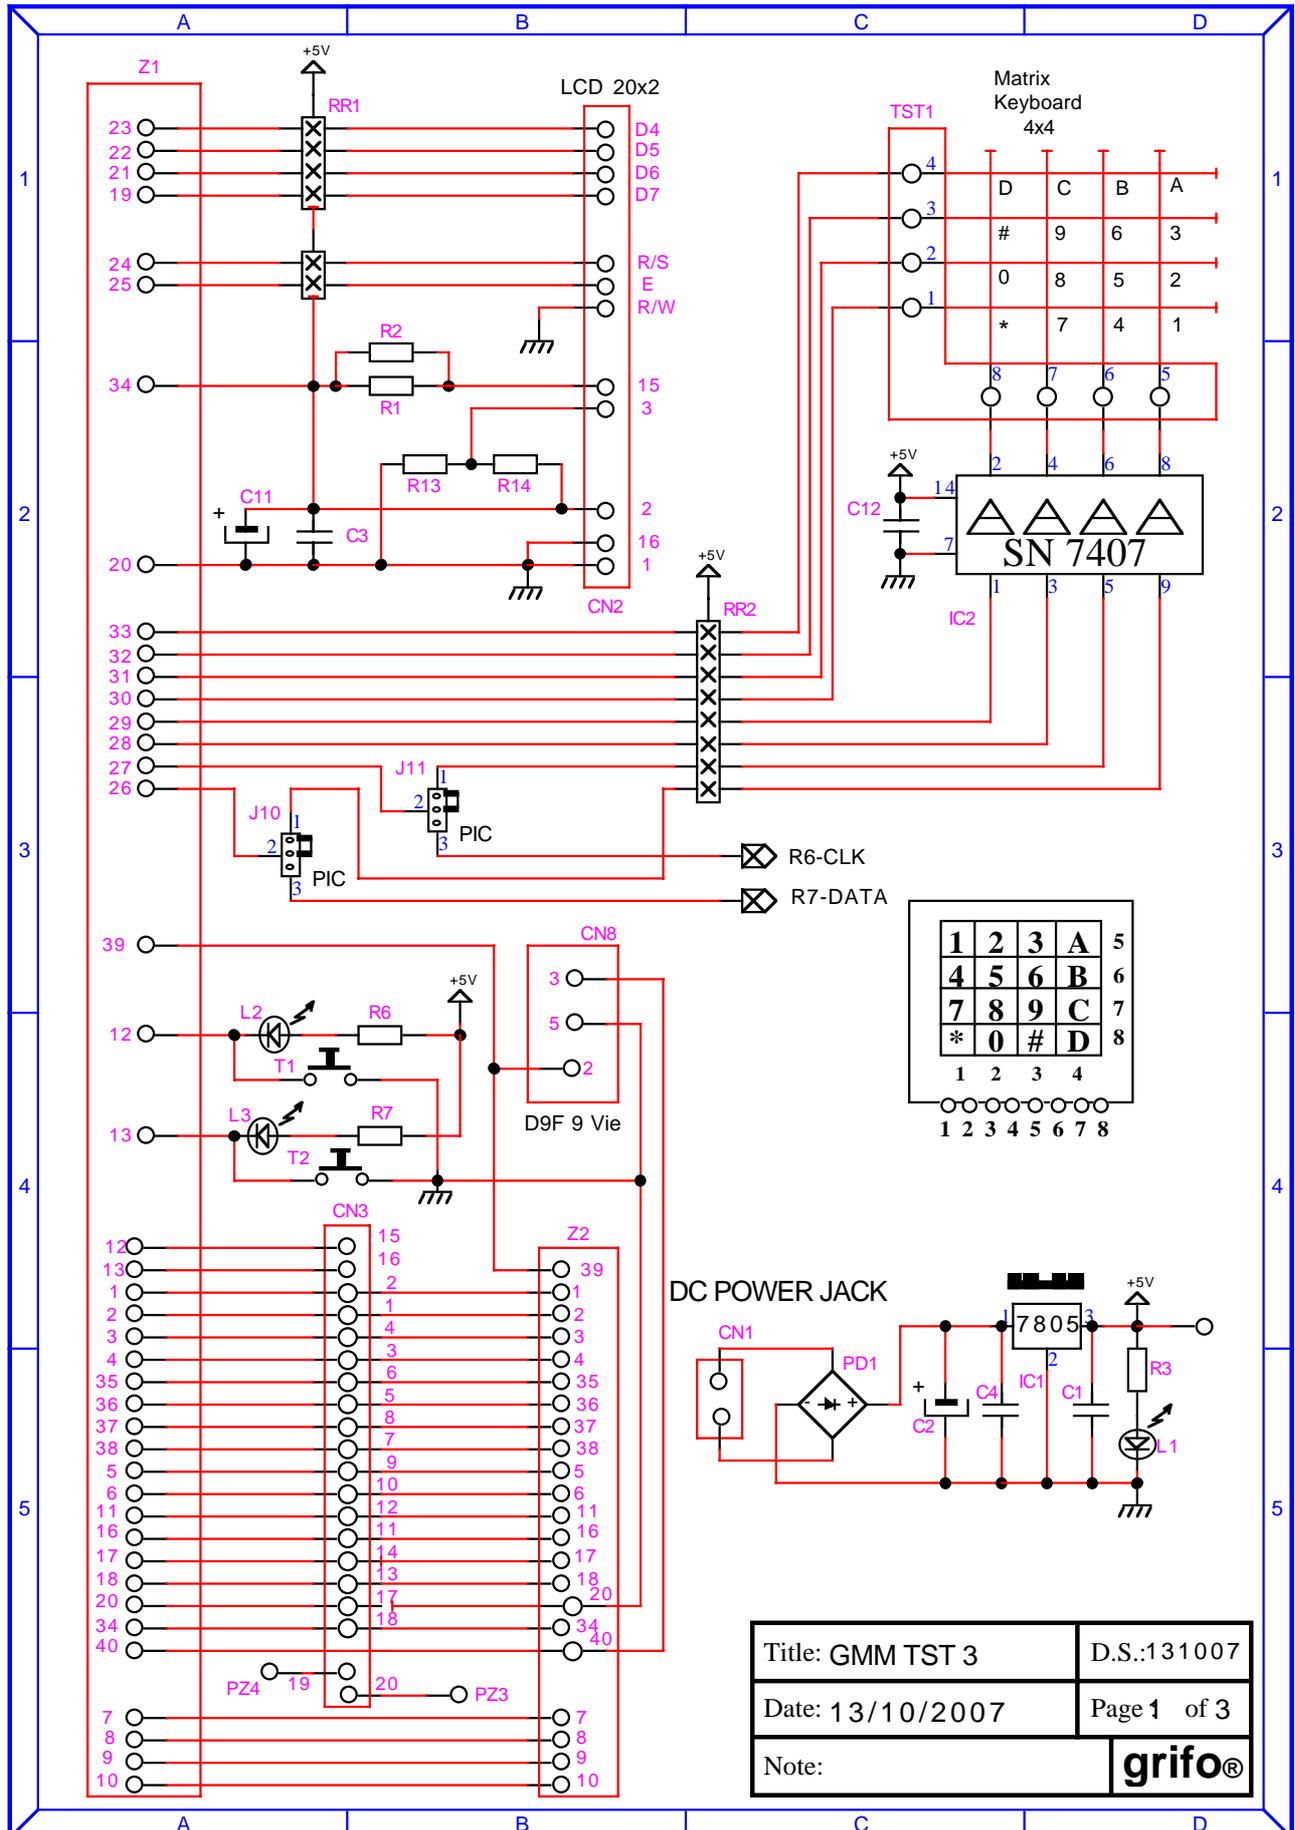 A B C D
Z1
+5V
RR1
LCD 20x2
23
22
21
19
24
25
D4
D5
D6
D7
R/S
E
R/W
TST1
Matrix
Keyboard
4x4
4
3
2
1
D C B A
# 9 6 3
0 8 5 2
* 7 4 1
8 7 6 5
1
1
34
R2
R1
15
3
R13 R14
C11
+
C3
2
16
1
20
CN2
+5V
C12
14
7
2 4 6 8
SN 7407
1 3 5 9
IC2
2
2
+5V
RR2
33
32
31
30
29
28
27
26
J11
1
2
3
PIC
J10
1
2
3
PIC
R6-CLK
R7-DATA
3
3
39
CN8
3
5
2
D9F 9 Vie
+5V
12
L2
R6
T1
13
L3
R7
T2
1 2 3 A 5
4 5 6 B 6
7 8 9 C 7
* 0 # D 8
1 2 3 4
1 2 3 4 5 6 7 8
4
4
CN3
Z2
12 15
13 16 39
1 2 1
2 1 2
3 4 3
4 3 4
35 6 35
36 5 36
37 8 37
38 7 38
5 9 5
6 10 6
11 12 11
16 11 16
17 14 17
18 13 18
20 17 20
34 18 34
40 40
PZ4 19
20 PZ3
7 7
8 8
9 9
10 10
DC POWER JACK
CN1
PD1
- +
+
C2
C4
1 7805 3
2
IC1
C1
+5V
R3
L1
5
5
Title: GMM TST 3
D.S.:131007
Date: 13/10/2007
Page 1 of 3
Note:
grifo®
A B C D